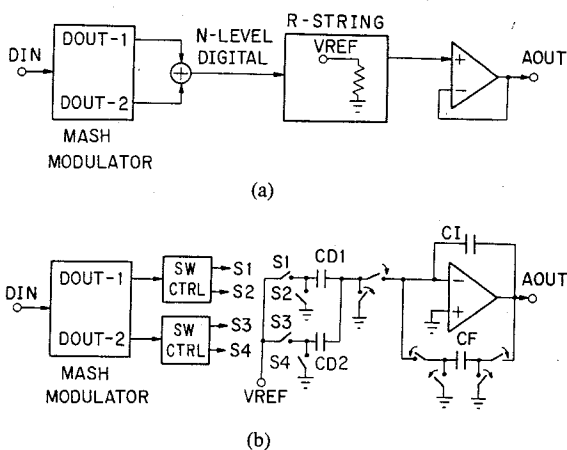 R-STRING
DOUT-1
N-LEVEL
DIGITAL
VREF
DIN
AOUT
+
−
DOUT-2
MASH
MODULATOR
(a)
CI
DOUT-1
SW
CTRL
S1
S2
S1
CD1
S2
−
+
AOUT
DIN
DOUT-2
SW
CTRL
S3
S4
S3
S4
CD2
CF
MASH
MODULATOR
VREF
(b)